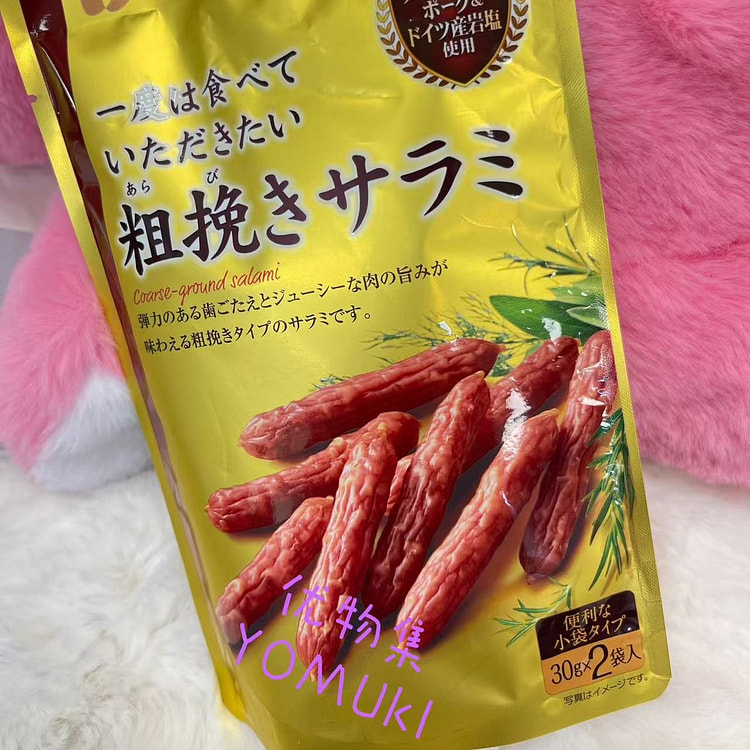 ポーク&
ドイツ産岩塩
使用
一度は食べて
いただきたい
あら び
粗挽きサラミ
Coarse-ground salami
弾力のある歯ごたえとジューシーな肉の旨みが
味わえる粗挽きタイプのサラミです。
便利な
小袋タイプ
30g×2袋入
写真はイメージです。
优物集
YOMUKI